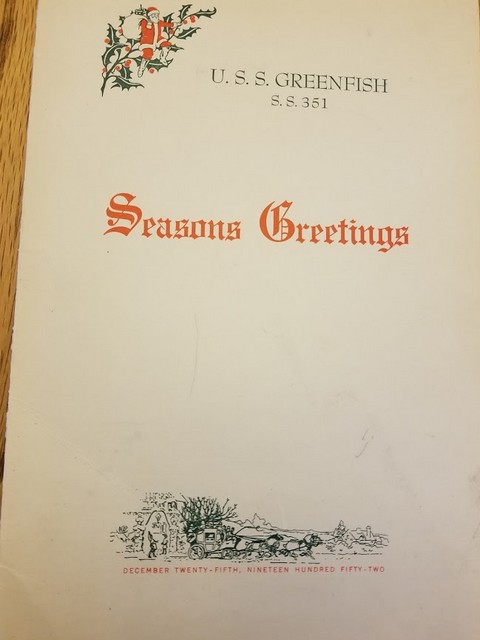 U. S. S. GREENFISH
S. S. 351
Seasons Greetings
DECEMBER TWENTY-FIFTH, NINETEEN HUNDRED FIFTY-TWO